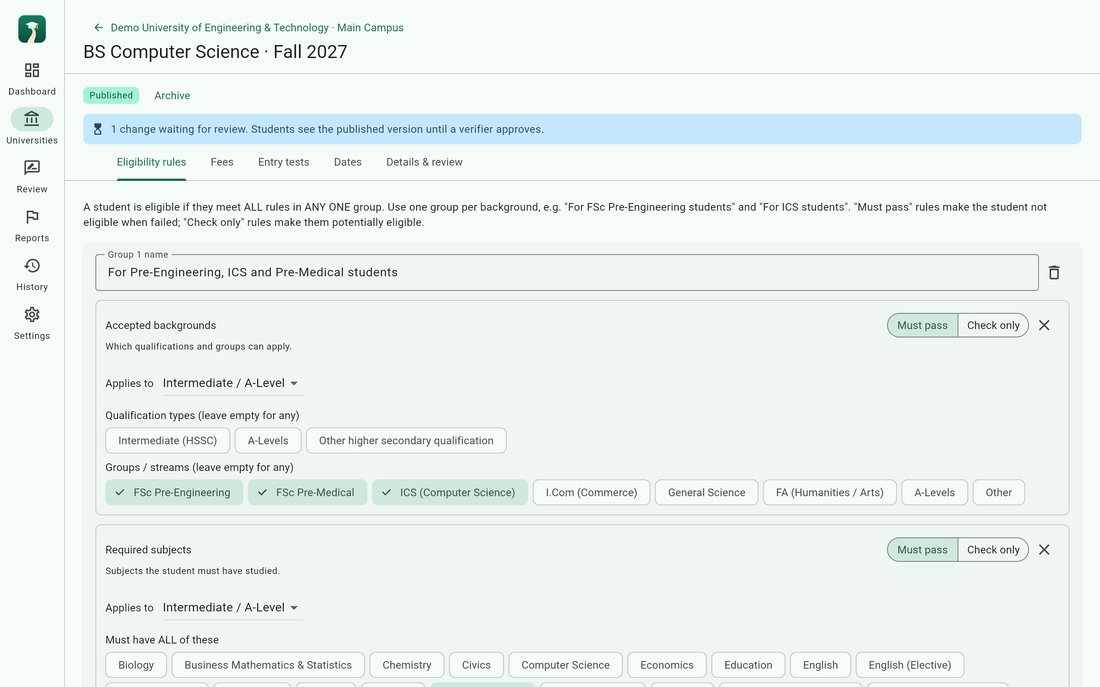 Demo University of Engineering & Technology · Main Campus
BS Computer Science · Fall 2027
Dashboard
Universities
Review
Reports
History
Settings
Published Archive
1 change waiting for review. Students see the published version until a verifier approves.
Eligibility rules Fees Entry tests Dates Details & review
A student is eligible if they meet ALL rules in ANY ONE group. Use one group per background, e.g. "For FSc Pre-Engineering students" and "For ICS students". "Must pass" rules make the student not
eligible when failed; "Check only" rules make them potentially eligible.
Group 1 name
For Pre-Engineering, ICS and Pre-Medical students
Accepted backgrounds Must pass Check only
Which qualifications and groups can apply.
Applies to Intermediate / A-Level
Qualification types (leave empty for any)
Intermediate (HSSC) A-Levels Other higher secondary qualification
Groups / streams (leave empty for any)
FSc Pre-Engineering FSc Pre-Medical ICS (Computer Science) I.Com (Commerce) General Science FA (Humanities / Arts) A-Levels Other
Required subjects Must pass Check only
Subjects the student must have studied.
Applies to Intermediate / A-Level
Must have ALL of these
Biology Business Mathematics & Statistics Chemistry Civics Computer Science Economics Education English English (Elective)